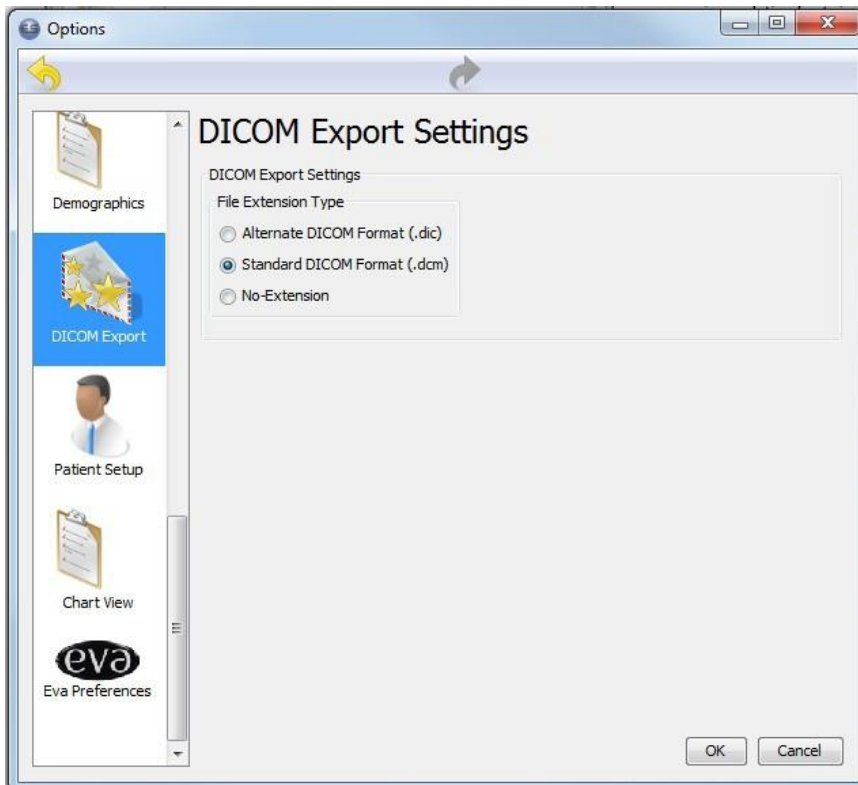 Options
DICOM Export Settings
DICOM Export Settings
File Extension Type
Alternate DICOM Format (.dic)
Standard DICOM Format (.dcm)
No-Extension
Demographics
DICOM Export
Patient Setup
Chart View
eva
Eva Preferences
OK
Cancel